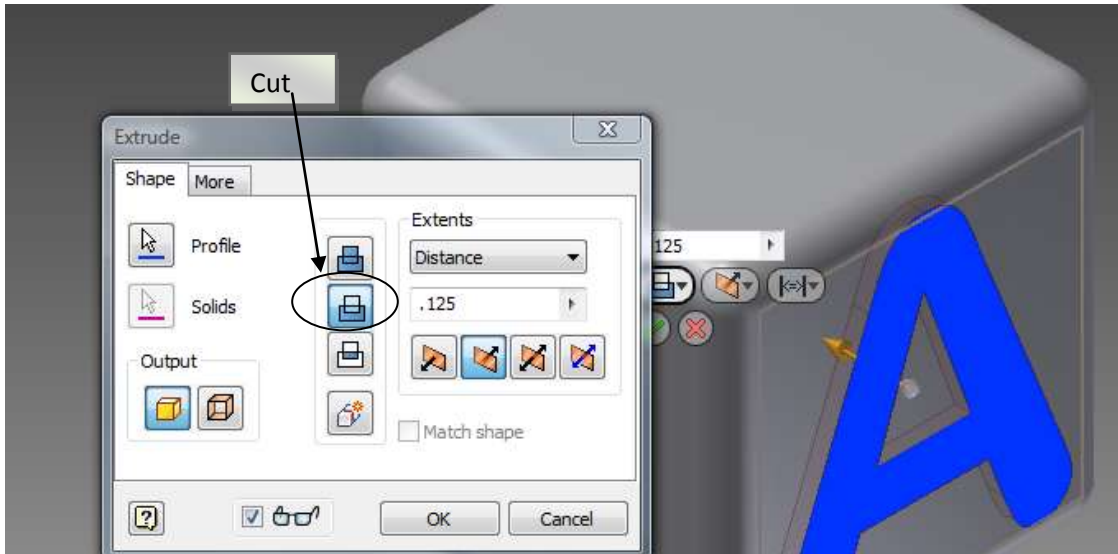 Cut
Extrude
Shape More
Extents
Profile
Distance
125
Solids
.125
Output
Match shape
OK Cancel
A